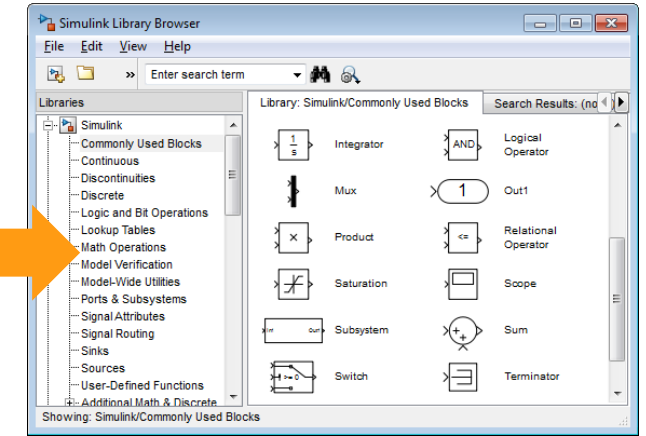 Simulink Library Browser
File Edit View Help
» Enter search term
Libraries
Library: Simulink/Commonly Used Blocks
Search Results: (no
Simulink
Commonly Used Blocks
Continuous
Discontinuities
Discrete
Logic and Bit Operations
Lookup Tables
Math Operations
Model Verification
Model-Wide Utilities
Ports & Subsystems
Signal Attributes
Signal Routing
Sinks
Sources
User-Defined Functions
Additional Math & Discrete
1
s
Integrator
AND
Logical
Operator
Mux
1
Out1
×
Product
<=
Relational
Operator
Saturation
Scope
Subsystem
+
+
Sum
Switch
Terminator
Showing: Simulink/Commonly Used Blocks